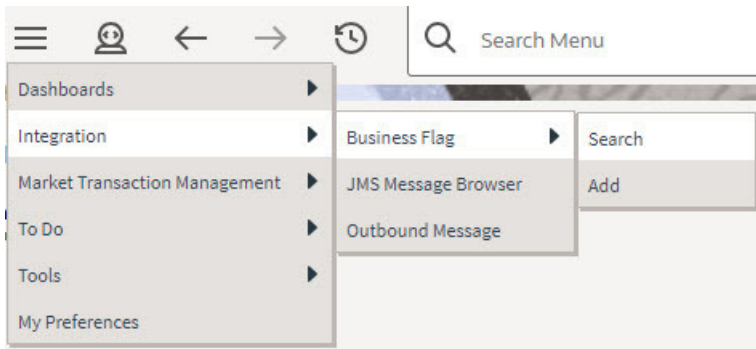 Search Menu
Dashboards
Integration
Market Transaction Management
To Do
Tools
My Preferences
Business Flag
JMS Message Browser
Outbound Message
Search
Add